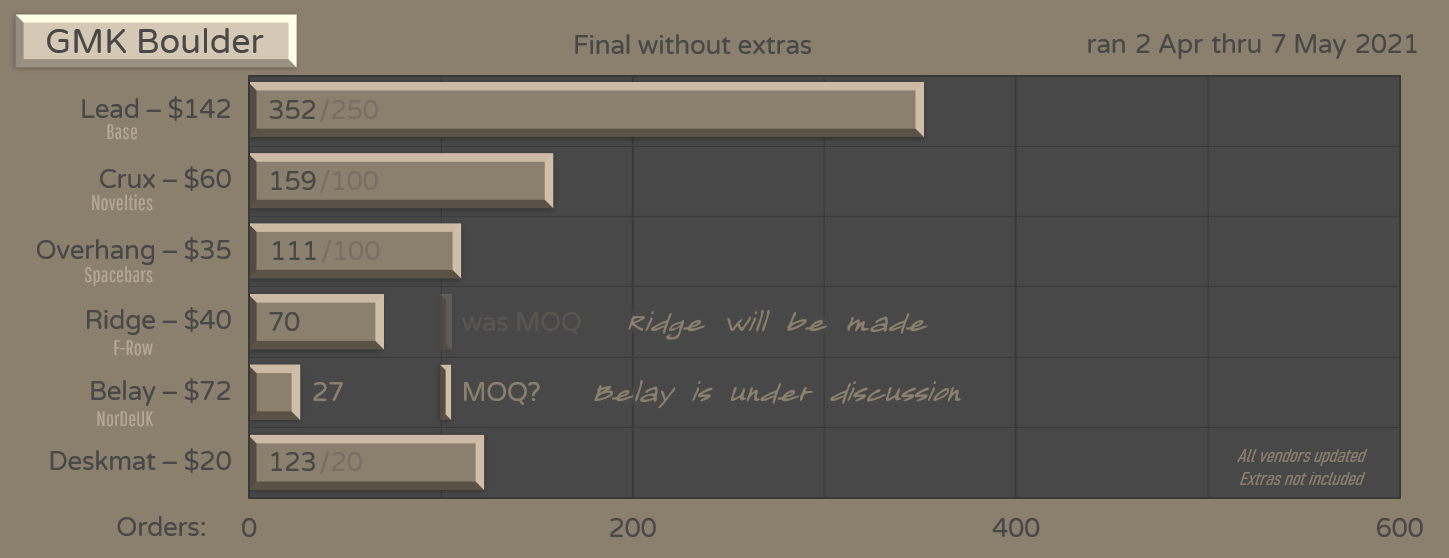 GMK Boulder
Final without extras
ran 2 Apr thru 7 May 2021
Lead – $142
Base
352/250
Crux – $60
Novelties
159/100
Overhang – $35
Spacebars
111/100
Ridge – $40
F-Row
70
was MOQ
Ridge will be made
Belay – $72
NorDeUK
27
MOQ?
Belay is under discussion
Deskmat – $20
123/20
All vendors updated
Extras not included
Orders: 0 200 400 600